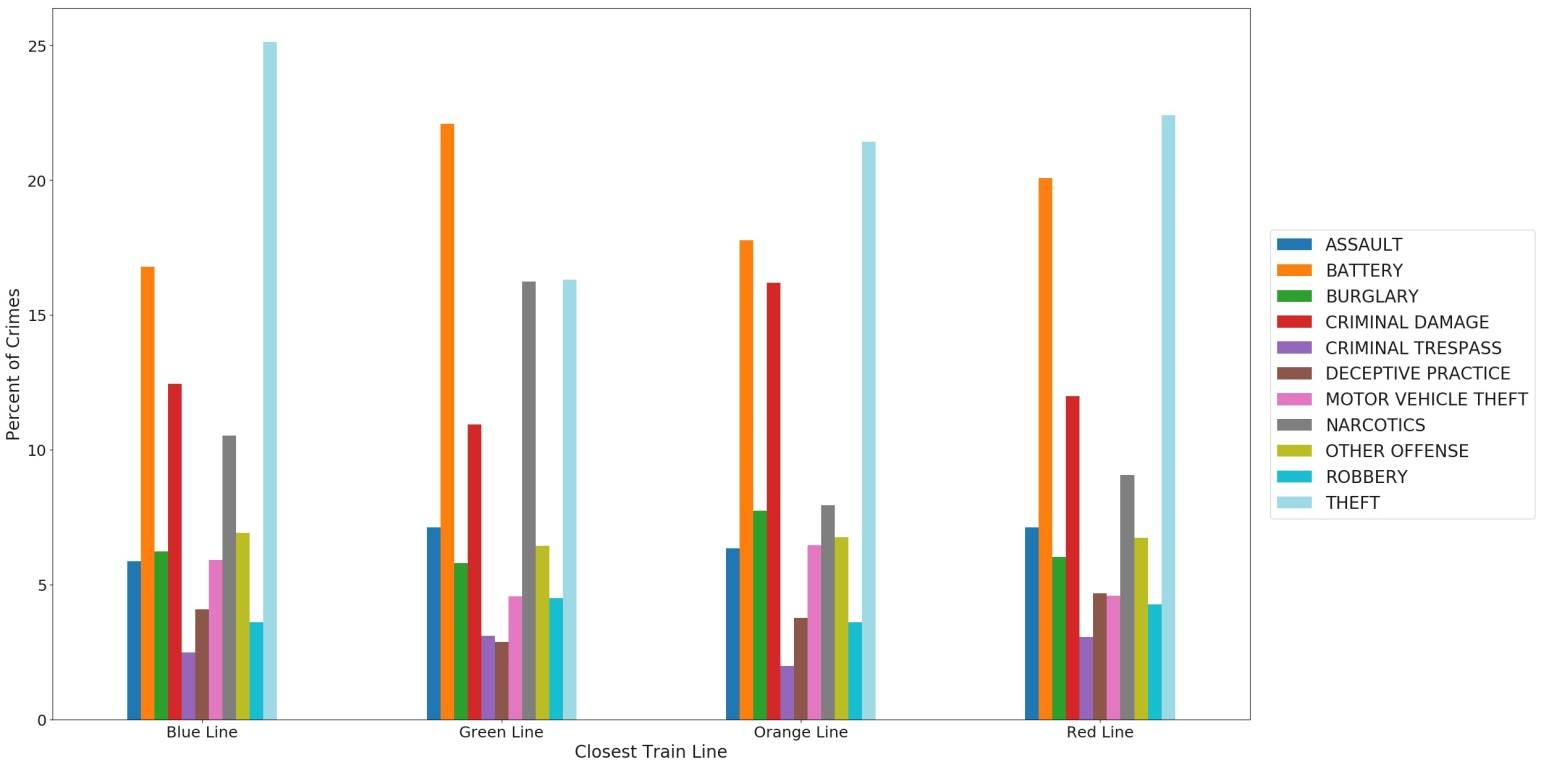 25
20
15
10
5
0
Percent of Crimes
Blue Line
Green Line
Orange Line
Red Line
Closest Train Line
ASSAULT
BATTERY
BURGLARY
CRIMINAL DAMAGE
CRIMINAL TRESPASS
DECEPTIVE PRACTICE
MOTOR VEHICLE THEFT
NARCOTICS
OTHER OFFENSE
ROBBERY
THEFT